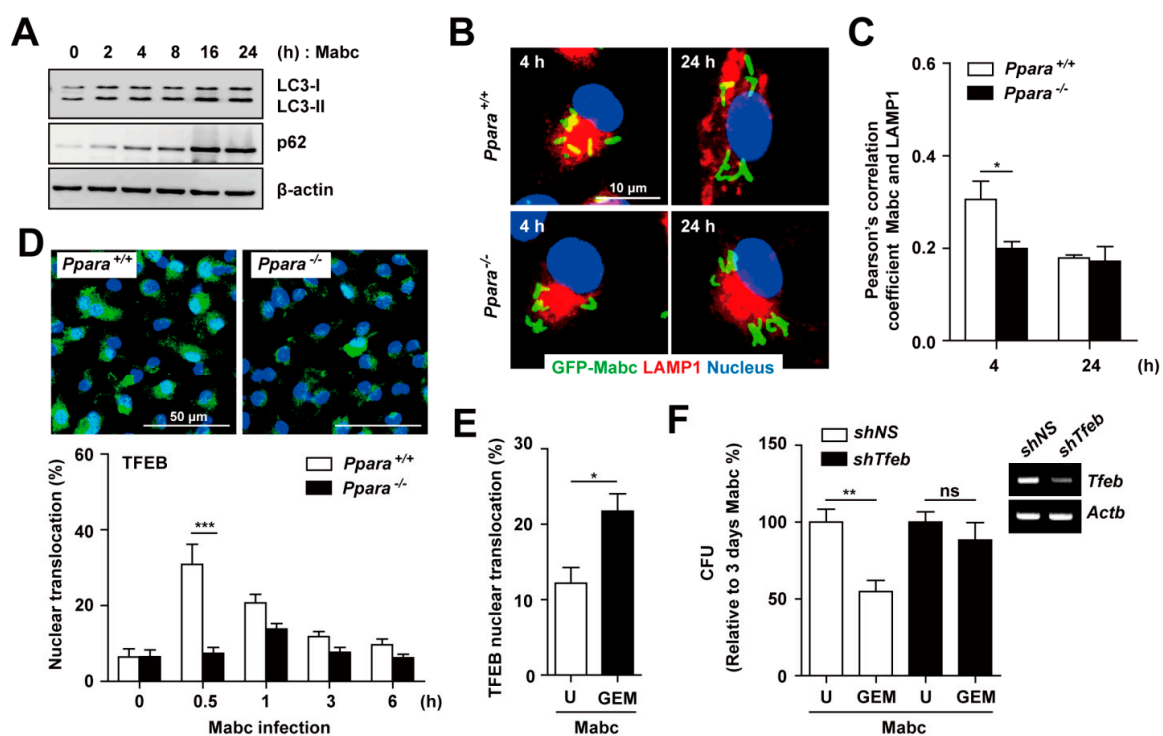 A
0 2 4 8 16 24 (h) : Mabc
LC3-I
LC3-II
p62
β-actin
B
4 h
24 h
Ppara +/+
10 μm
4 h
24 h
Ppara -/-
GFP-Mabc LAMP1 Nucleus
C
Ppara +/+
Ppara -/-
Pearson's correlation
coefficient Mabc and LAMP1
0.6
0.4
0.2
0.0
*
4 24 (h)
D
Ppara +/+
Ppara -/-
50 μm
TFEB
Ppara +/+
Ppara -/-
Nuclear translocation (%)
60
40
20
0
***
0 0.5 1 3 6 (h)
Mabc infection
E
TFEB nuclear translocation (%)
30
20
10
0
*
U GEM
Mabc
F
shNS
shTfeb
CFU
(Relative to 3 days Mabc %)
150
100
50
0
**
ns
U GEM U GEM
Mabc
shNS shTfeb
Tfeb
Actb